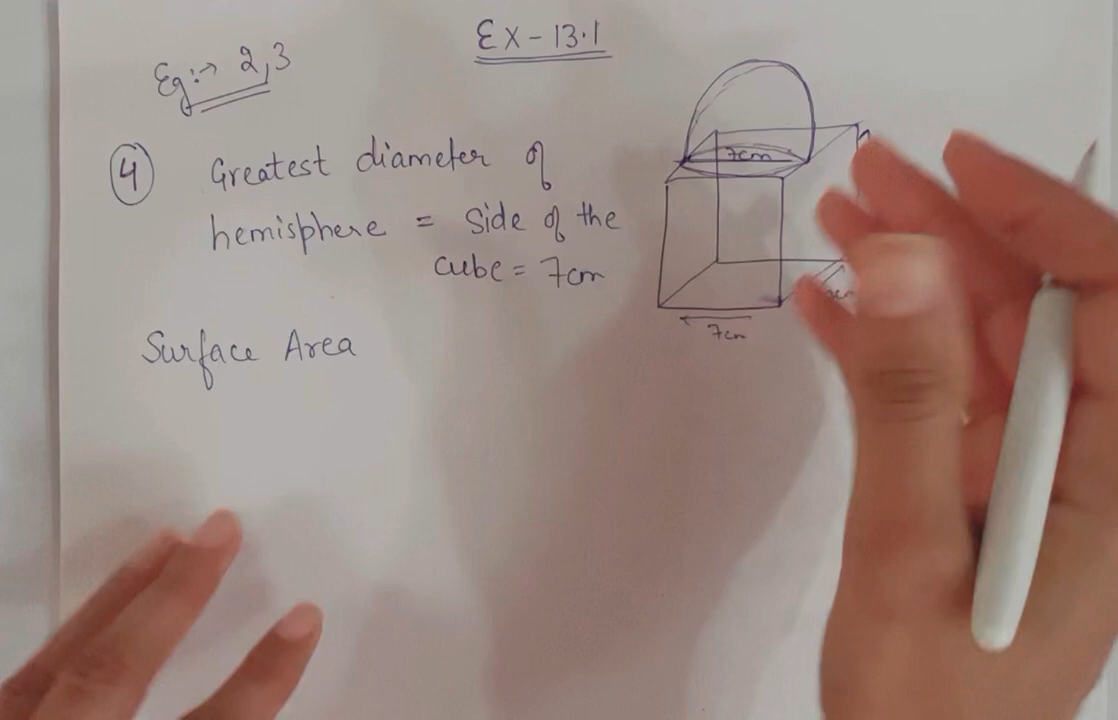 Ex - 13.1
Eg :→ 2,3
4 Greatest diameter of
hemisphere = side of the
cube = 7cm
Surface Area
7cm
7cm